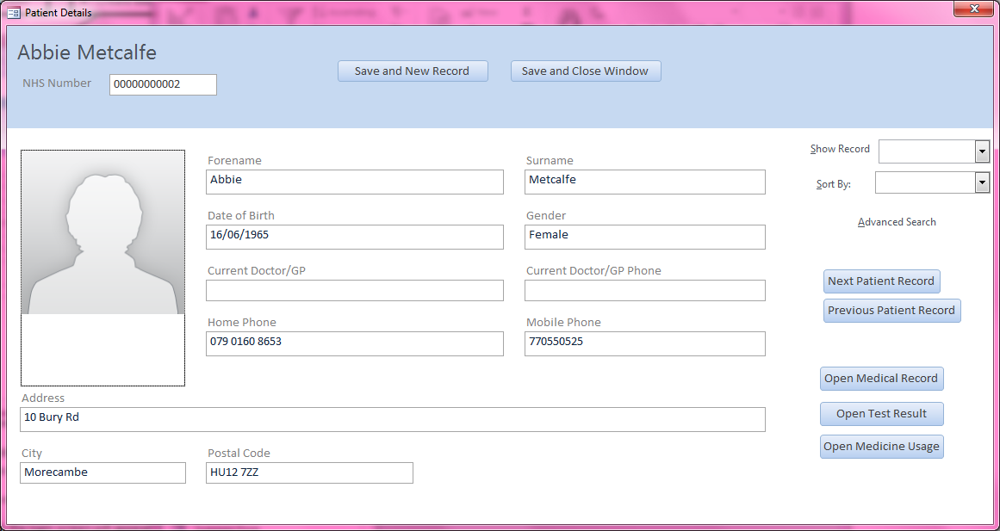 Patient Details
Abbie Metcalfe
NHS Number 00000000002
Save and New Record Save and Close Window
Show Record
Sort By:
Advanced Search
Forename Surname
Abbie Metcalfe
Date of Birth Gender
16/06/1965 Female
Current Doctor/GP Current Doctor/GP Phone
Home Phone Mobile Phone
079 0160 8653 770550525
Address
10 Bury Rd
City Postal Code
Morecambe HU12 7ZZ
Next Patient Record
Previous Patient Record
Open Medical Record
Open Test Result
Open Medicine Usage